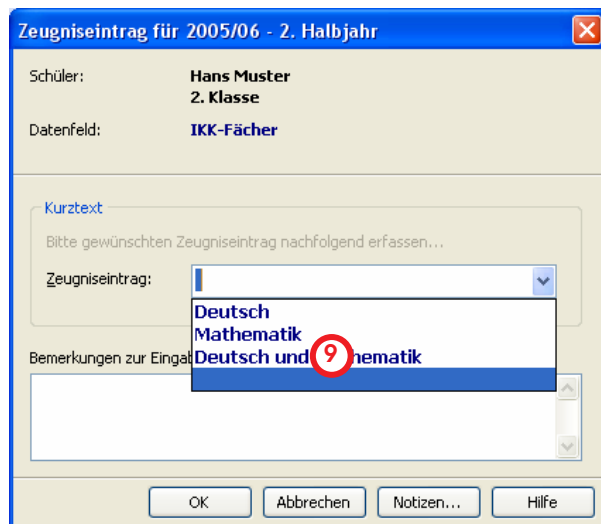 Zeugniseintrag für 2005/06 - 2. Halbjahr
Schüler: Hans Muster
2. Klasse
Datenfeld: IKK-Fächer
Kurztext
Bitte gewünschten Zeugniseintrag nachfolgend erfassen...
Zeugniseintrag:
Deutsch
Mathematik
Bemerkungen zur Eingab Deutsch und hematik
9
OK Abbrechen Notizen... Hilfe